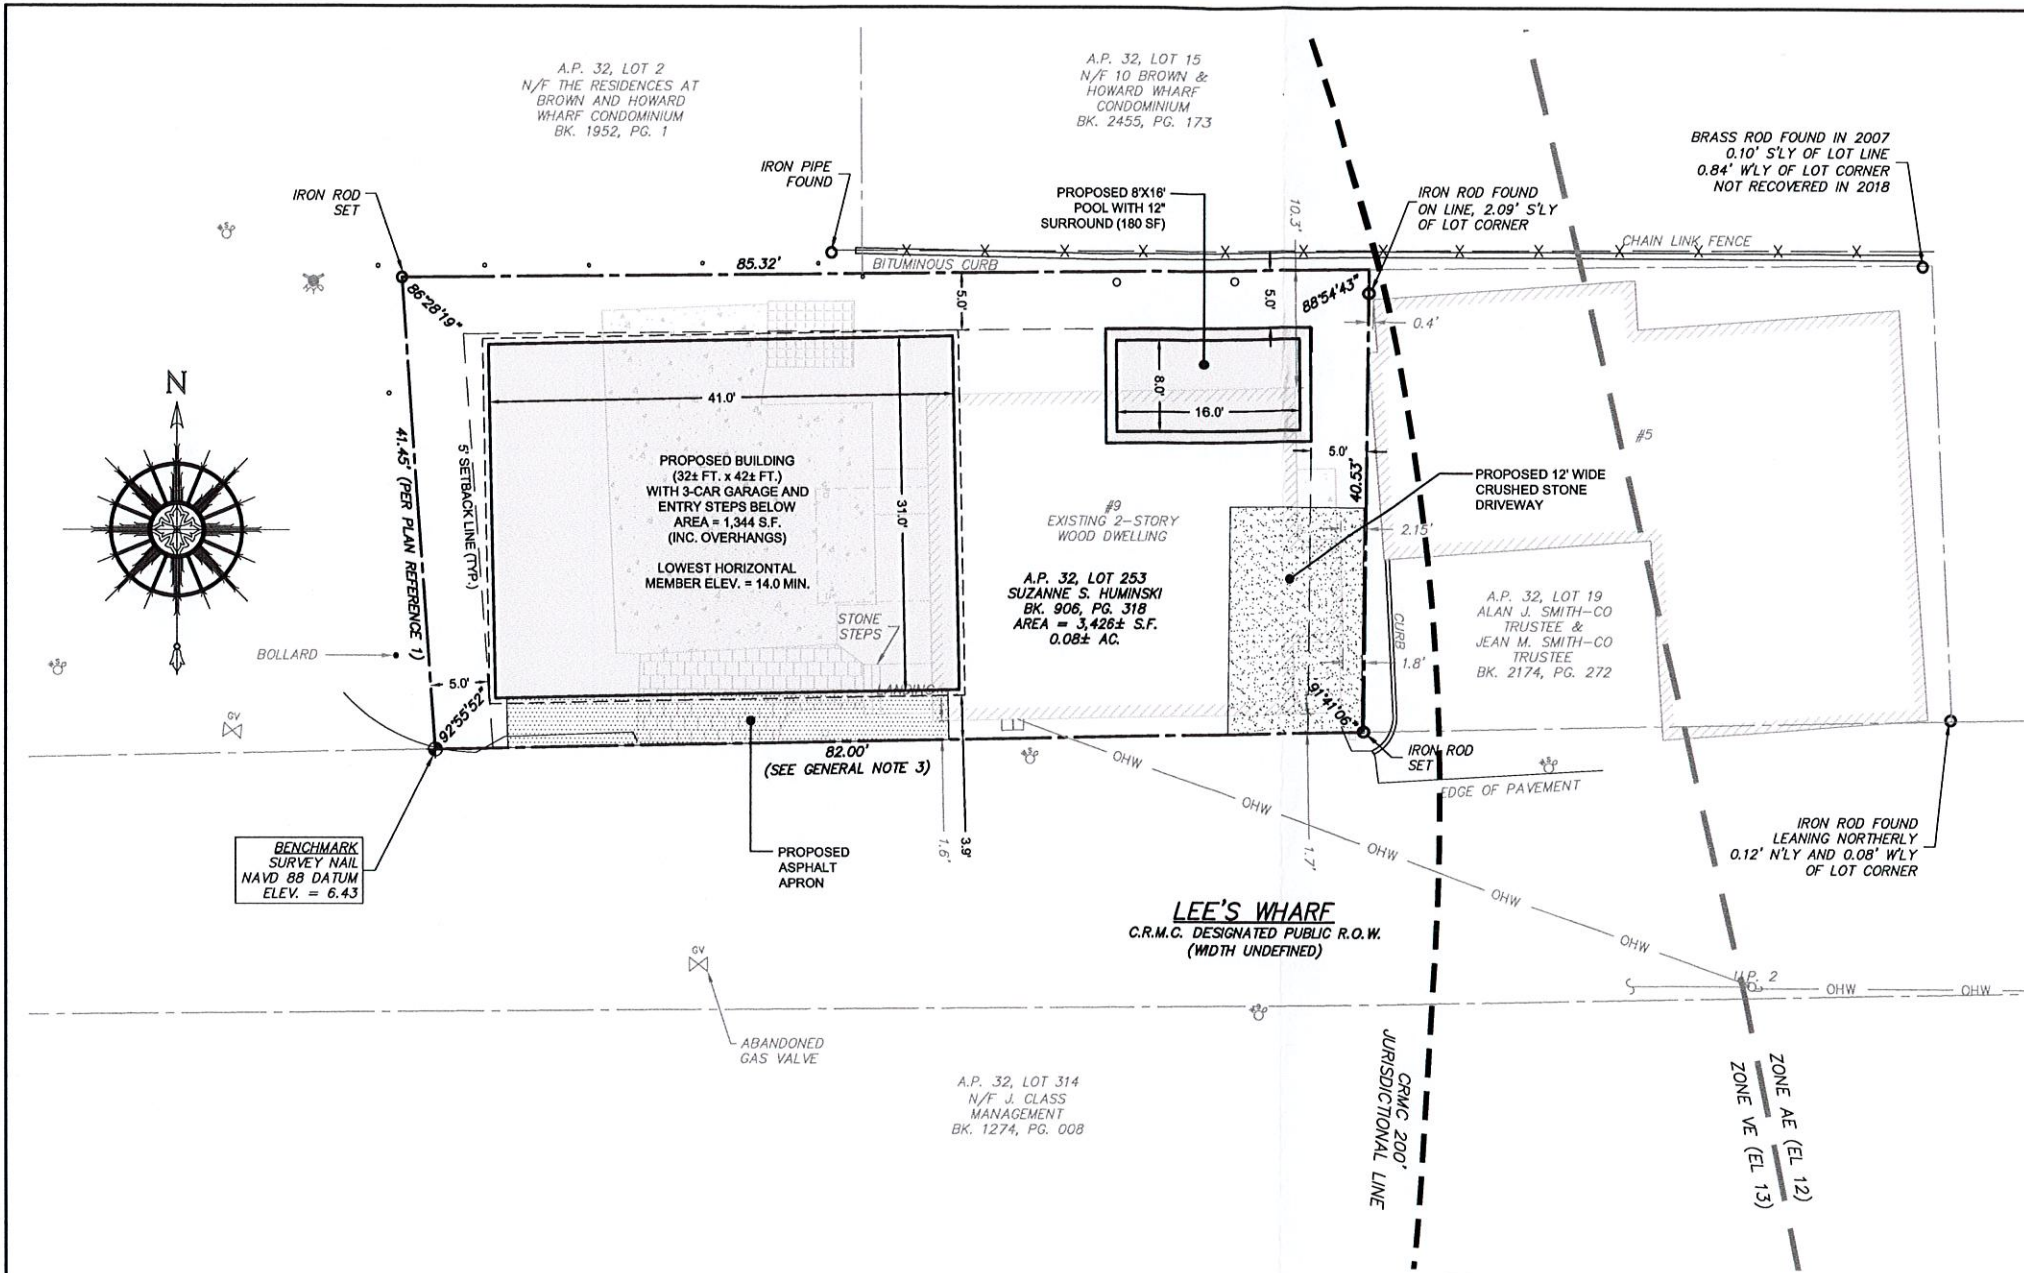 A.P. 32, LOT 2
N/F THE RESIDENCES AT
BROWN AND HOWARD
WHARF CONDOMINIUM
BK. 1952, PG. 1
A.P. 32, LOT 15
N/F 10 BROWN &
HOWARD WHARF
CONDOMINIUM
BK. 2455, PG. 173
BRASS ROD FOUND IN 2007
0.10' S'LY OF LOT LINE
0.84' W'LY OF LOT CORNER
NOT RECOVERED IN 2018
IRON ROD
SET
IRON PIPE
FOUND
PROPOSED 8'X16'
POOL WITH 12"
SURROUND (180 SF)
10.3'
IRON ROD FOUND
ON LINE, 2.09' S'LY
OF LOT CORNER
CHAIN LINK FENCE
X X X X X X X X X X X X X
85.32'
BITUMINOUS CURB
HYD
86°28'19"
5.0'
5.0'
88°54'43"
0.4'
N
41.0'
8.0'
16.0'
#5
41.45' (PER PLAN REFERENCE 1)
5' SETBACK LINE (TYP.)
PROPOSED BUILDING
(32± FT. x 42± FT.)
WITH 3-CAR GARAGE AND
ENTRY STEPS BELOW
AREA = 1,344 S.F.
(INC. OVERHANGS)
LOWEST HORIZONTAL
MEMBER ELEV. = 14.0 MIN.
31.0'
5.0'
40.53'
PROPOSED 12' WIDE
CRUSHED STONE
DRIVEWAY
#9
EXISTING 2-STORY
WOOD DWELLING
2.15'
A.P. 32, LOT 253
SUZANNE S. HUMINSKI
BK. 906, PG. 318
AREA = 3,426± S.F.
0.08± AC.
A.P. 32, LOT 19
ALAN J. SMITH-CO
TRUSTEE &
JEAN M. SMITH-CO
TRUSTEE
BK. 2174, PG. 272
STONE
STEPS
CURB
BOLLARD
1.8'
5.0'
LANDING
92°55'52"
91°41'06"
GV
82.00'
(SEE GENERAL NOTE 3)
IRON ROD
SET
OHW
EDGE OF PAVEMENT
OHW
BENCHMARK
SURVEY NAIL
NAVD 88 DATUM
ELEV. = 6.43
PROPOSED
ASPHALT
APRON
1.6'
3.9'
1.7'
OHW
IRON ROD FOUND
LEANING NORTHERLY
0.12' N'LY AND 0.08' W'LY
OF LOT CORNER
OHW
LEE'S WHARF
C.R.M.C. DESIGNATED PUBLIC R.O.W.
(WIDTH UNDEFINED)
OHW
GV
U.P. 2
OHW
OHW
ABANDONED
GAS VALVE
A.P. 32, LOT 314
N/F J. CLASS
MANAGEMENT
BK. 1274, PG. 008
CRMC 200'
JURISDICTIONAL LINE
ZONE AE (EL 12)
ZONE VE (EL 13)